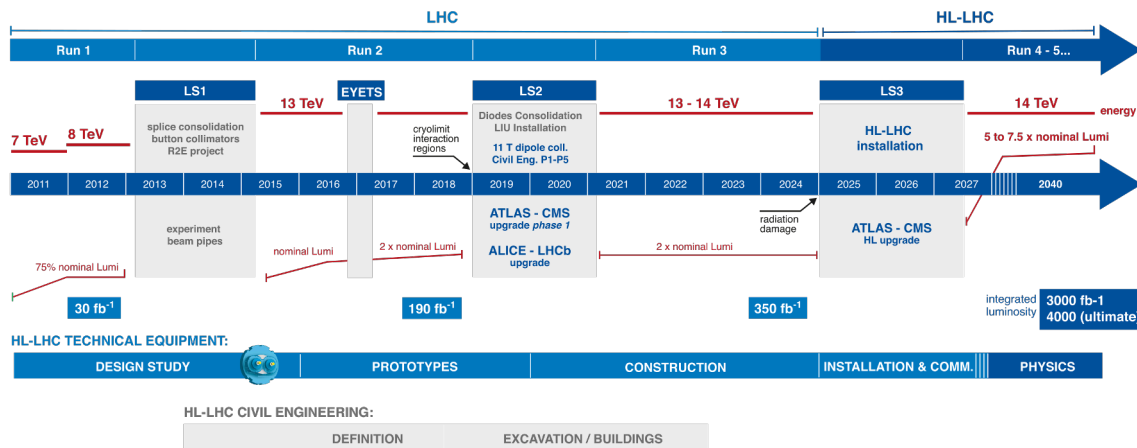 LHC
HL-LHC
Run 1
Run 2
Run 3
Run 4 - 5...
LS1
EYETS
LS2
LS3
13 TeV
13 - 14 TeV
14 TeV
energy
7 TeV
8 TeV
splice consolidation
button collimators
R2E project
cryolimit
interaction
regions
Diodes Consolidation
LIU Installation
11 T dipole coll.
Civil Eng. P1-P5
HL-LHC
installation
5 to 7.5 x nominal Lumi
2011
2012
2013
2014
2015
2016
2017
2018
2019
2020
2021
2022
2023
2024
2025
2026
2027
2040
experiment
beam pipes
ATLAS - CMS
upgrade phase 1
ALICE - LHCb
upgrade
radiation
damage
ATLAS - CMS
HL upgrade
75% nominal Lumi
nominal Lumi
2 x nominal Lumi
2 x nominal Lumi
30 fb-1
190 fb-1
350 fb-1
integrated
luminosity
3000 fb-1
4000 (ultimate
HL-LHC TECHNICAL EQUIPMENT:
DESIGN STUDY
PROTOTYPES
CONSTRUCTION
INSTALLATION & COMM.
PHYSICS
HL-LHC CIVIL ENGINEERING:
DEFINITION
EXCAVATION / BUILDINGS